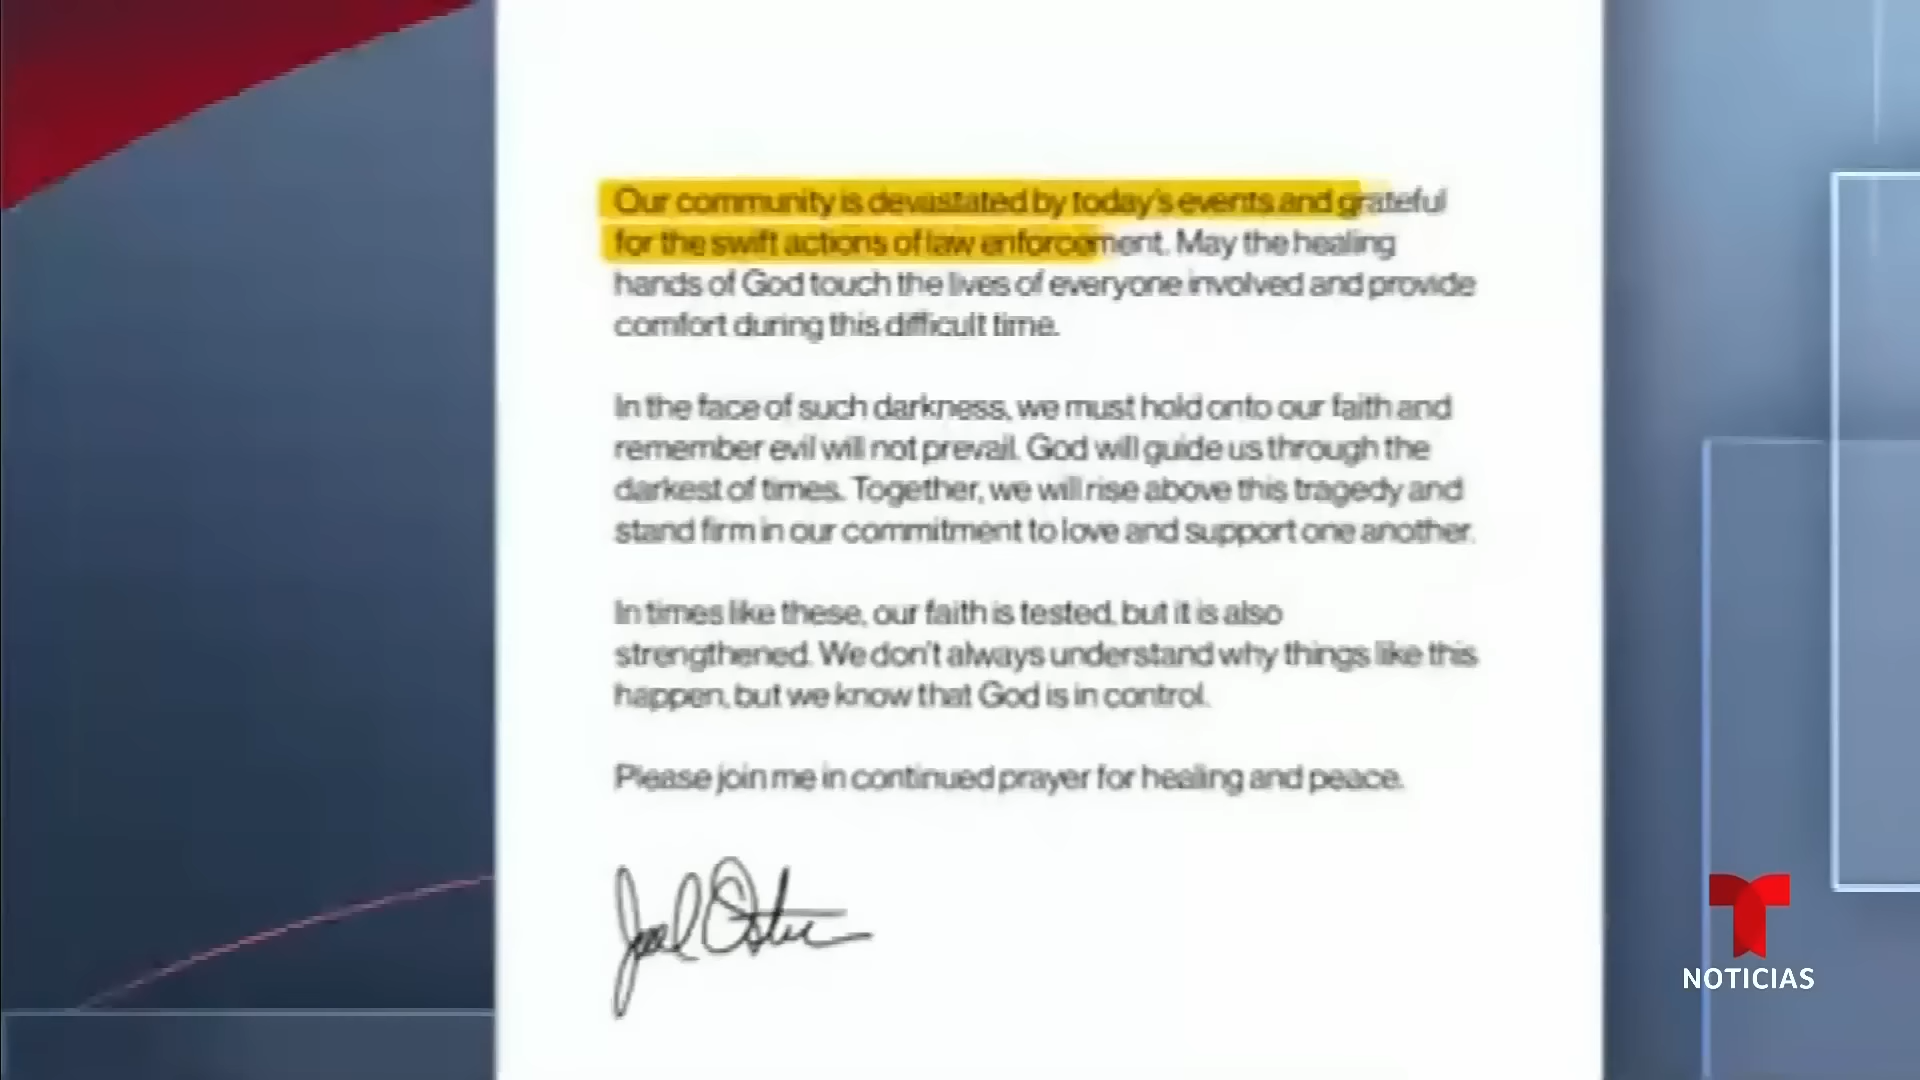 Our community is devastated by today's events and grateful
for the swift actions of law enforcement. May the healing
hands of God touch the lives of everyone involved and provide
comfort during this difficult time.
In the face of such darkness, we must hold onto our faith and
remember evil will not prevail. God will guide us through the
darkest of times. Together, we will rise above this tragedy and
stand firm in our commitment to love and support one another.
In times like these, our faith is tested, but it is also
strengthened. We don't always understand why things like this
happen, but we know that God is in control.
Please join me in continued prayer for healing and peace.
Joel Osteen
NOTICIAS